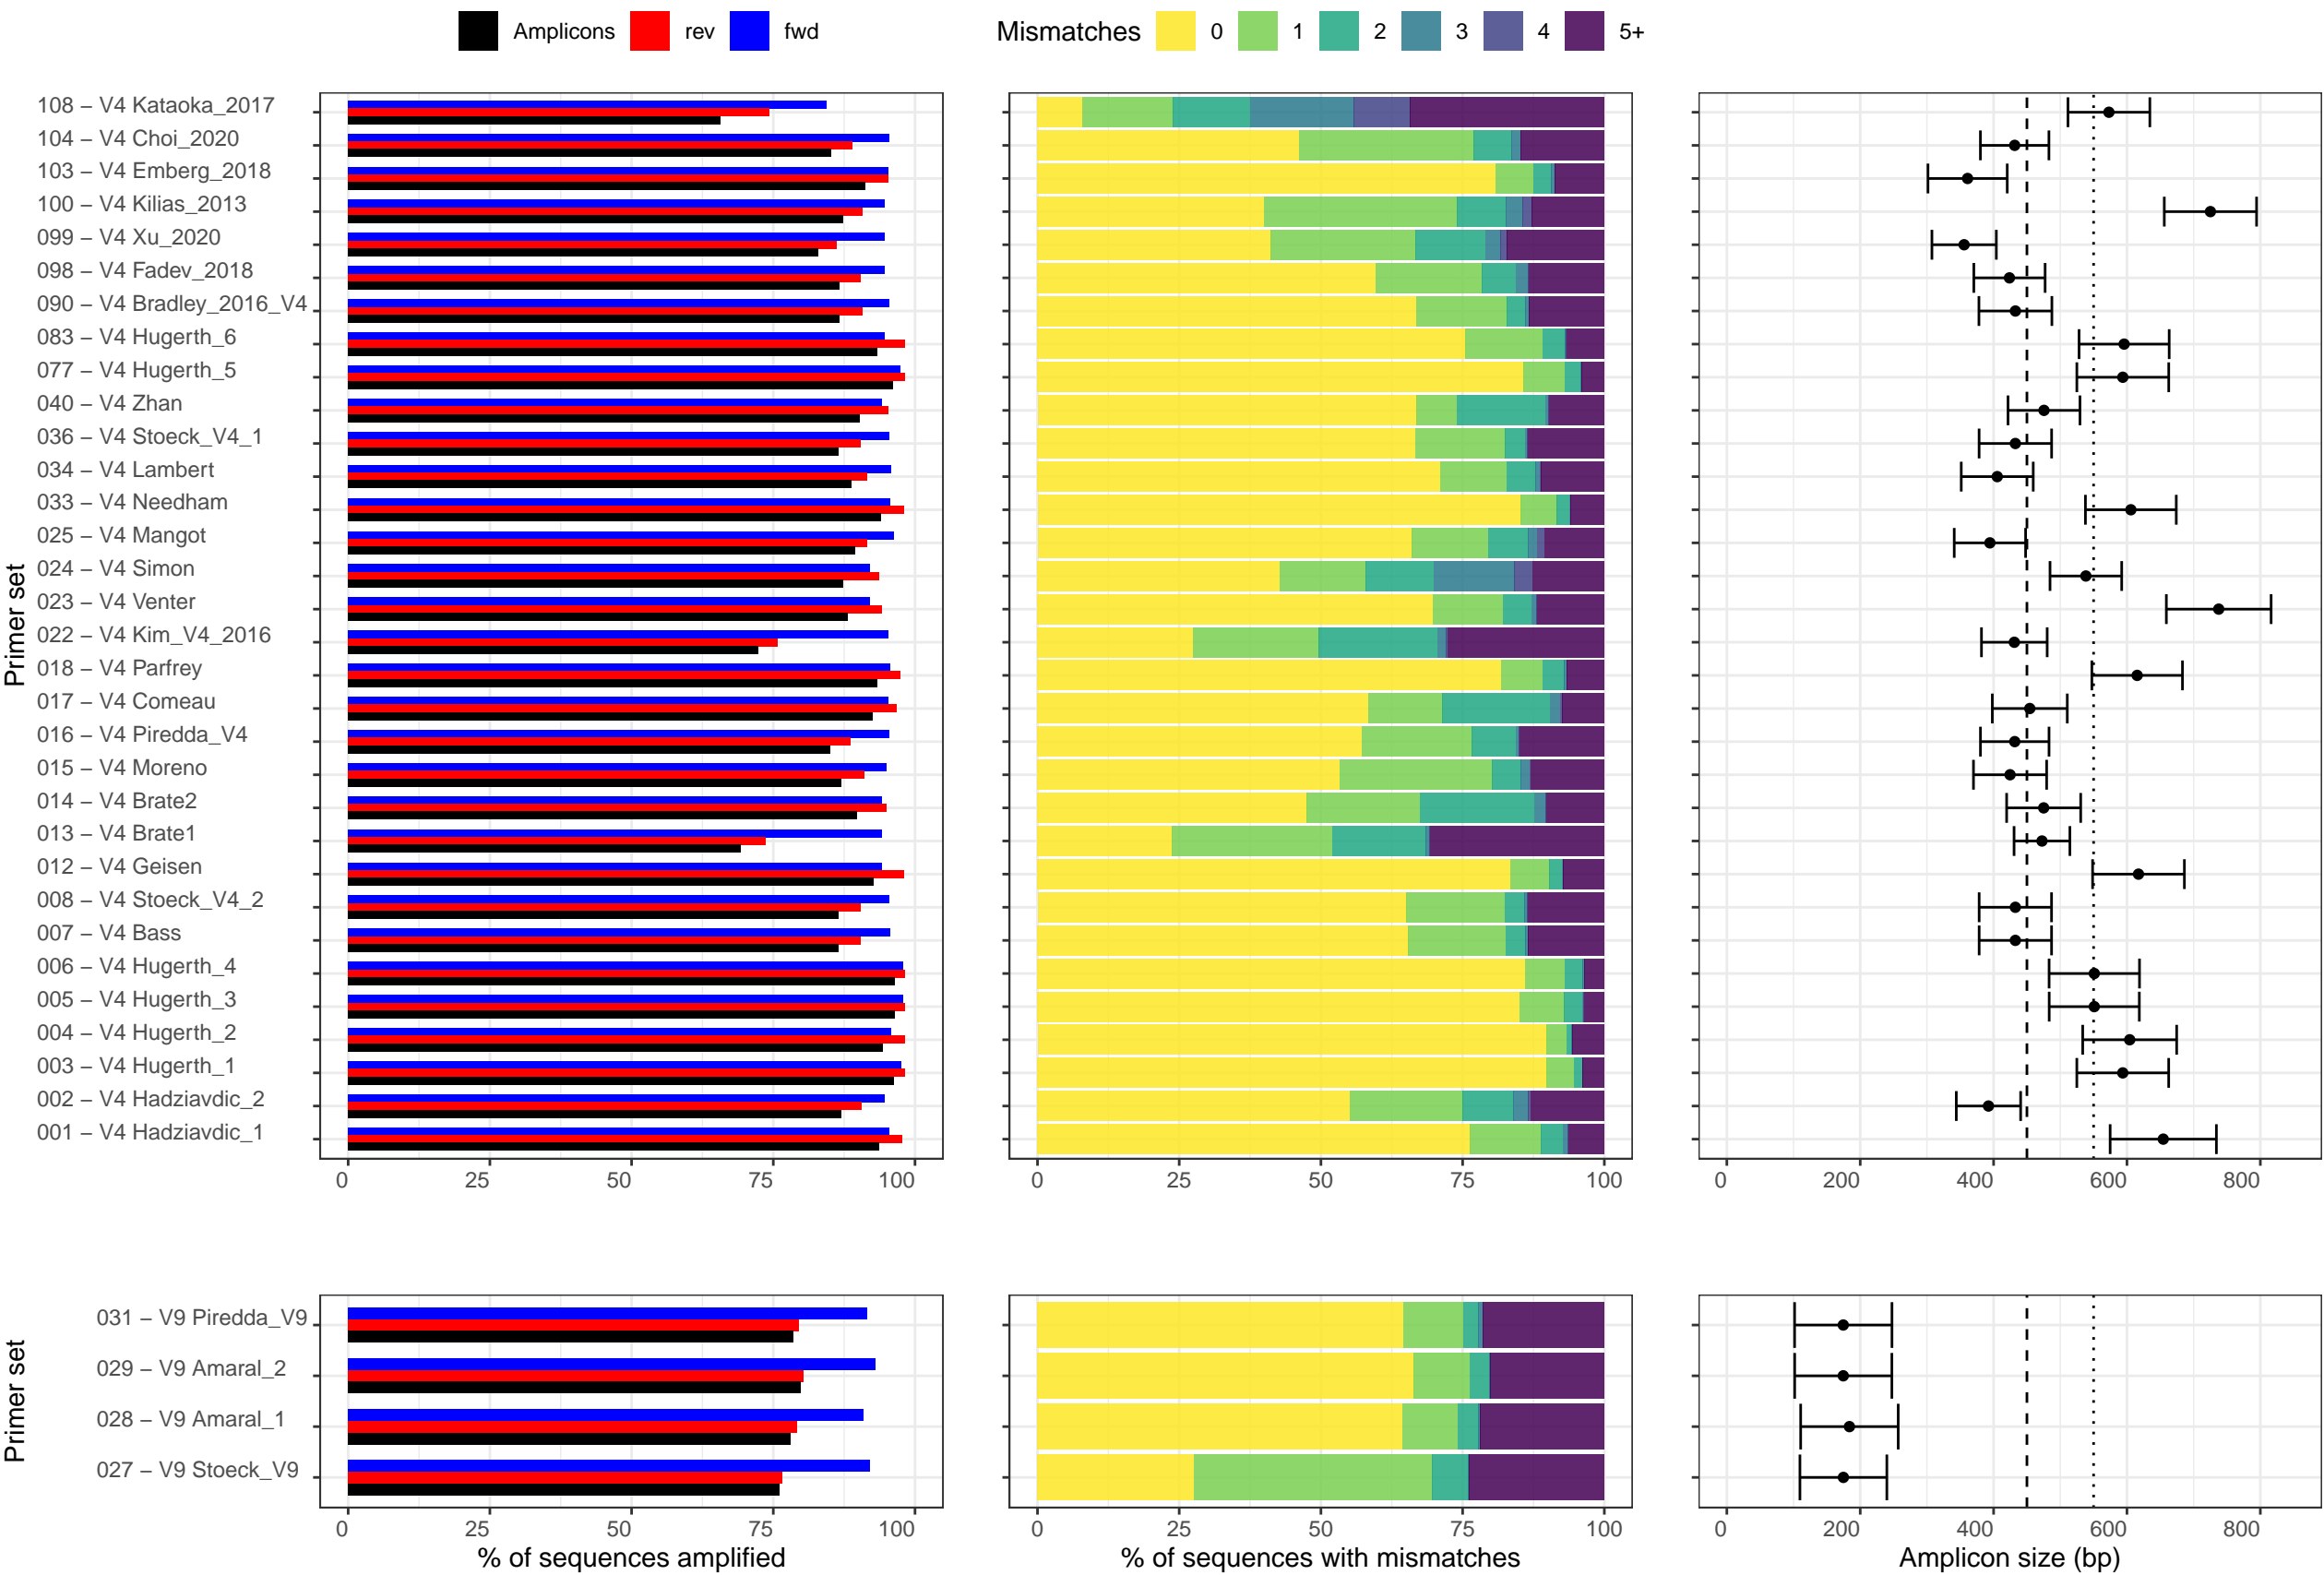 Amplicons rev fwd
Mismatches 0 1 2 3 4 5+
Primer set
108 – V4 Kataoka_2017
104 – V4 Choi_2020
103 – V4 Emberg_2018
100 – V4 Kilias_2013
099 – V4 Xu_2020
098 – V4 Fadev_2018
090 – V4 Bradley_2016_V4
083 – V4 Hugerth_6
077 – V4 Hugerth_5
040 – V4 Zhan
036 – V4 Stoeck_V4_1
034 – V4 Lambert
033 – V4 Needham
025 – V4 Mangot
024 – V4 Simon
023 – V4 Venter
022 – V4 Kim_V4_2016
018 – V4 Parfrey
017 – V4 Comeau
016 – V4 Piredda_V4
015 – V4 Moreno
014 – V4 Brate2
013 – V4 Brate1
012 – V4 Geisen
008 – V4 Stoeck_V4_2
007 – V4 Bass
006 – V4 Hugerth_4
005 – V4 Hugerth_3
004 – V4 Hugerth_2
003 – V4 Hugerth_1
002 – V4 Hadziavdic_2
001 – V4 Hadziavdic_1
0 25 50 75 100
0 25 50 75 100
0 200 400 600 800
Primer set
031 – V9 Piredda_V9
029 – V9 Amaral_2
028 – V9 Amaral_1
027 – V9 Stoeck_V9
0 25 50 75 100
% of sequences amplified
0 25 50 75 100
% of sequences with mismatches
0 200 400 600 800
Amplicon size (bp)